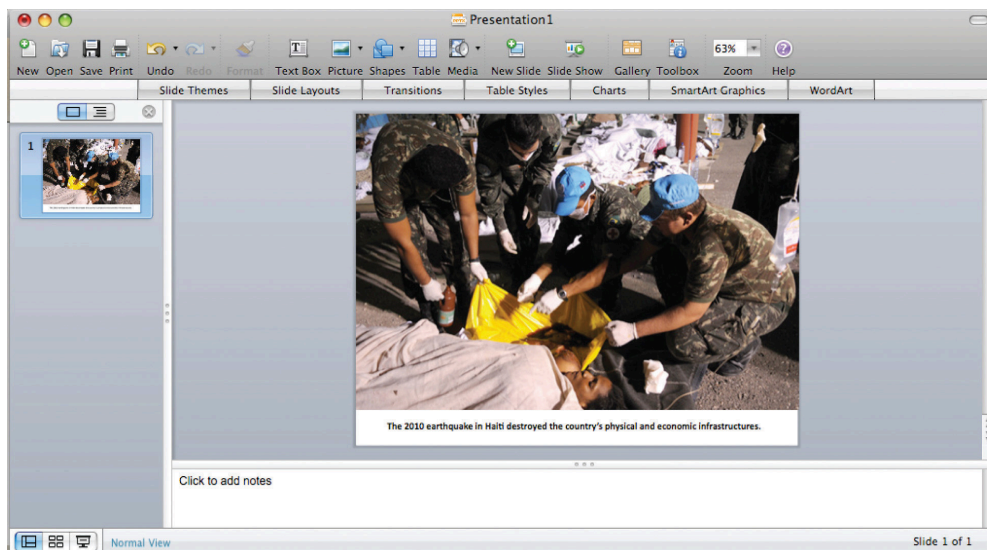 Presentation1
New Open Save Print Undo Redo Format Text Box Picture Shapes Table Media New Slide Slide Show Gallery Toolbox Zoom Help
63%
Slide Themes Slide Layouts Transitions Table Styles Charts SmartArt Graphics WordArt
1
The 2010 earthquake in Haiti destroyed the country's physical and economic infrastructures.
Click to add notes
Normal View
Slide 1 of 1